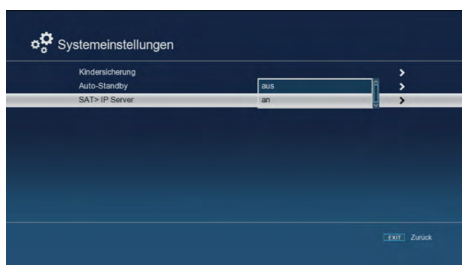 Systemeinstellungen
Kindersicherung
Auto-Standby aus
SAT> IP Server an
EXIT Zurück